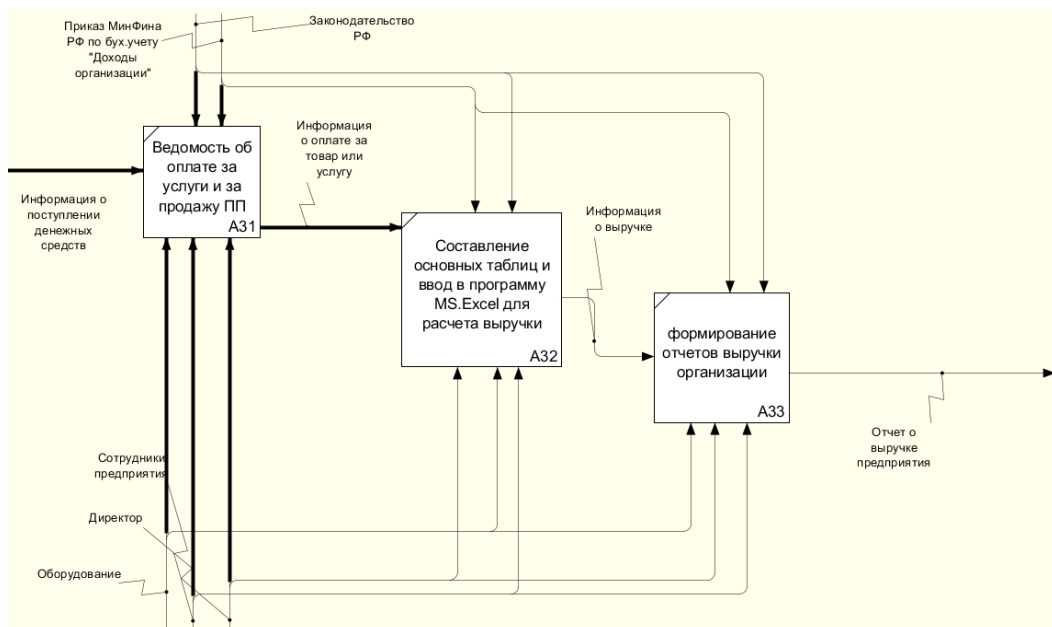 Приказ МинФина
РФ по бух.учету
"Доходы
организации"
Законодательство
РФ
Ведомость об
оплате за
услуги и за
продажу ПП
A31
Информация о
поступлении
денежных
средств
Информация
о оплате за
товар или
услугу
Составление
основных таблиц и
ввод в программу
MS.Excel для
расчета выручки
A32
Информация
о выручке
формирование
отчетов выручки
организации
A33
Отчет о
выручке
предприятия
Сотрудники
предприятия
Директор
Оборудование